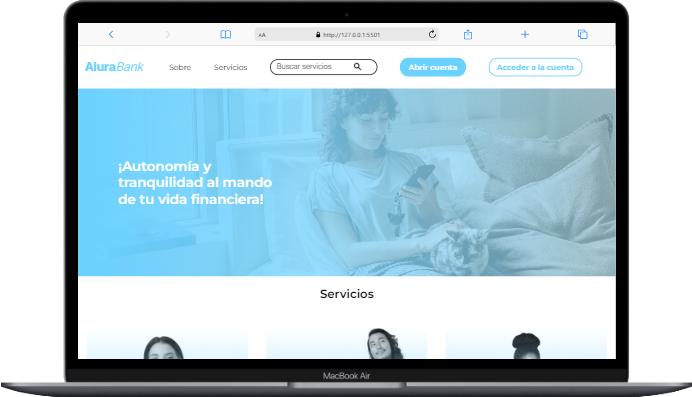 AA
http://127.0.0.1:5501
AluraBank
Sobre
Servicios
Buscar servicios
Abrir cuenta
Acceder a la cuenta
¡Autonomía y
tranquilidad al mando
de tu vida financiera!
Servicios
MacBook Air